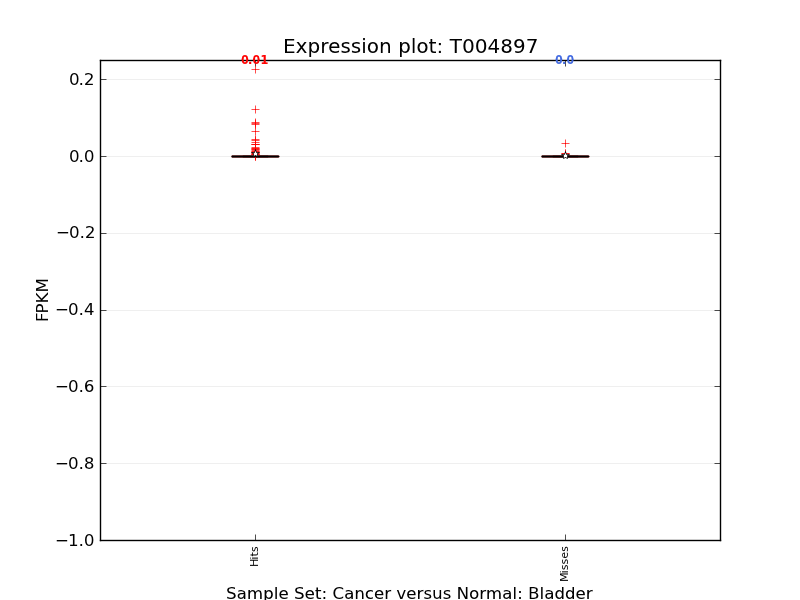 Expression plot: T004897
0.01
0.0
0.2
0.0
−0.2
−0.4
−0.6
−0.8
−1.0
FPKM
Hits
Misses
Sample Set: Cancer versus Normal: Bladder